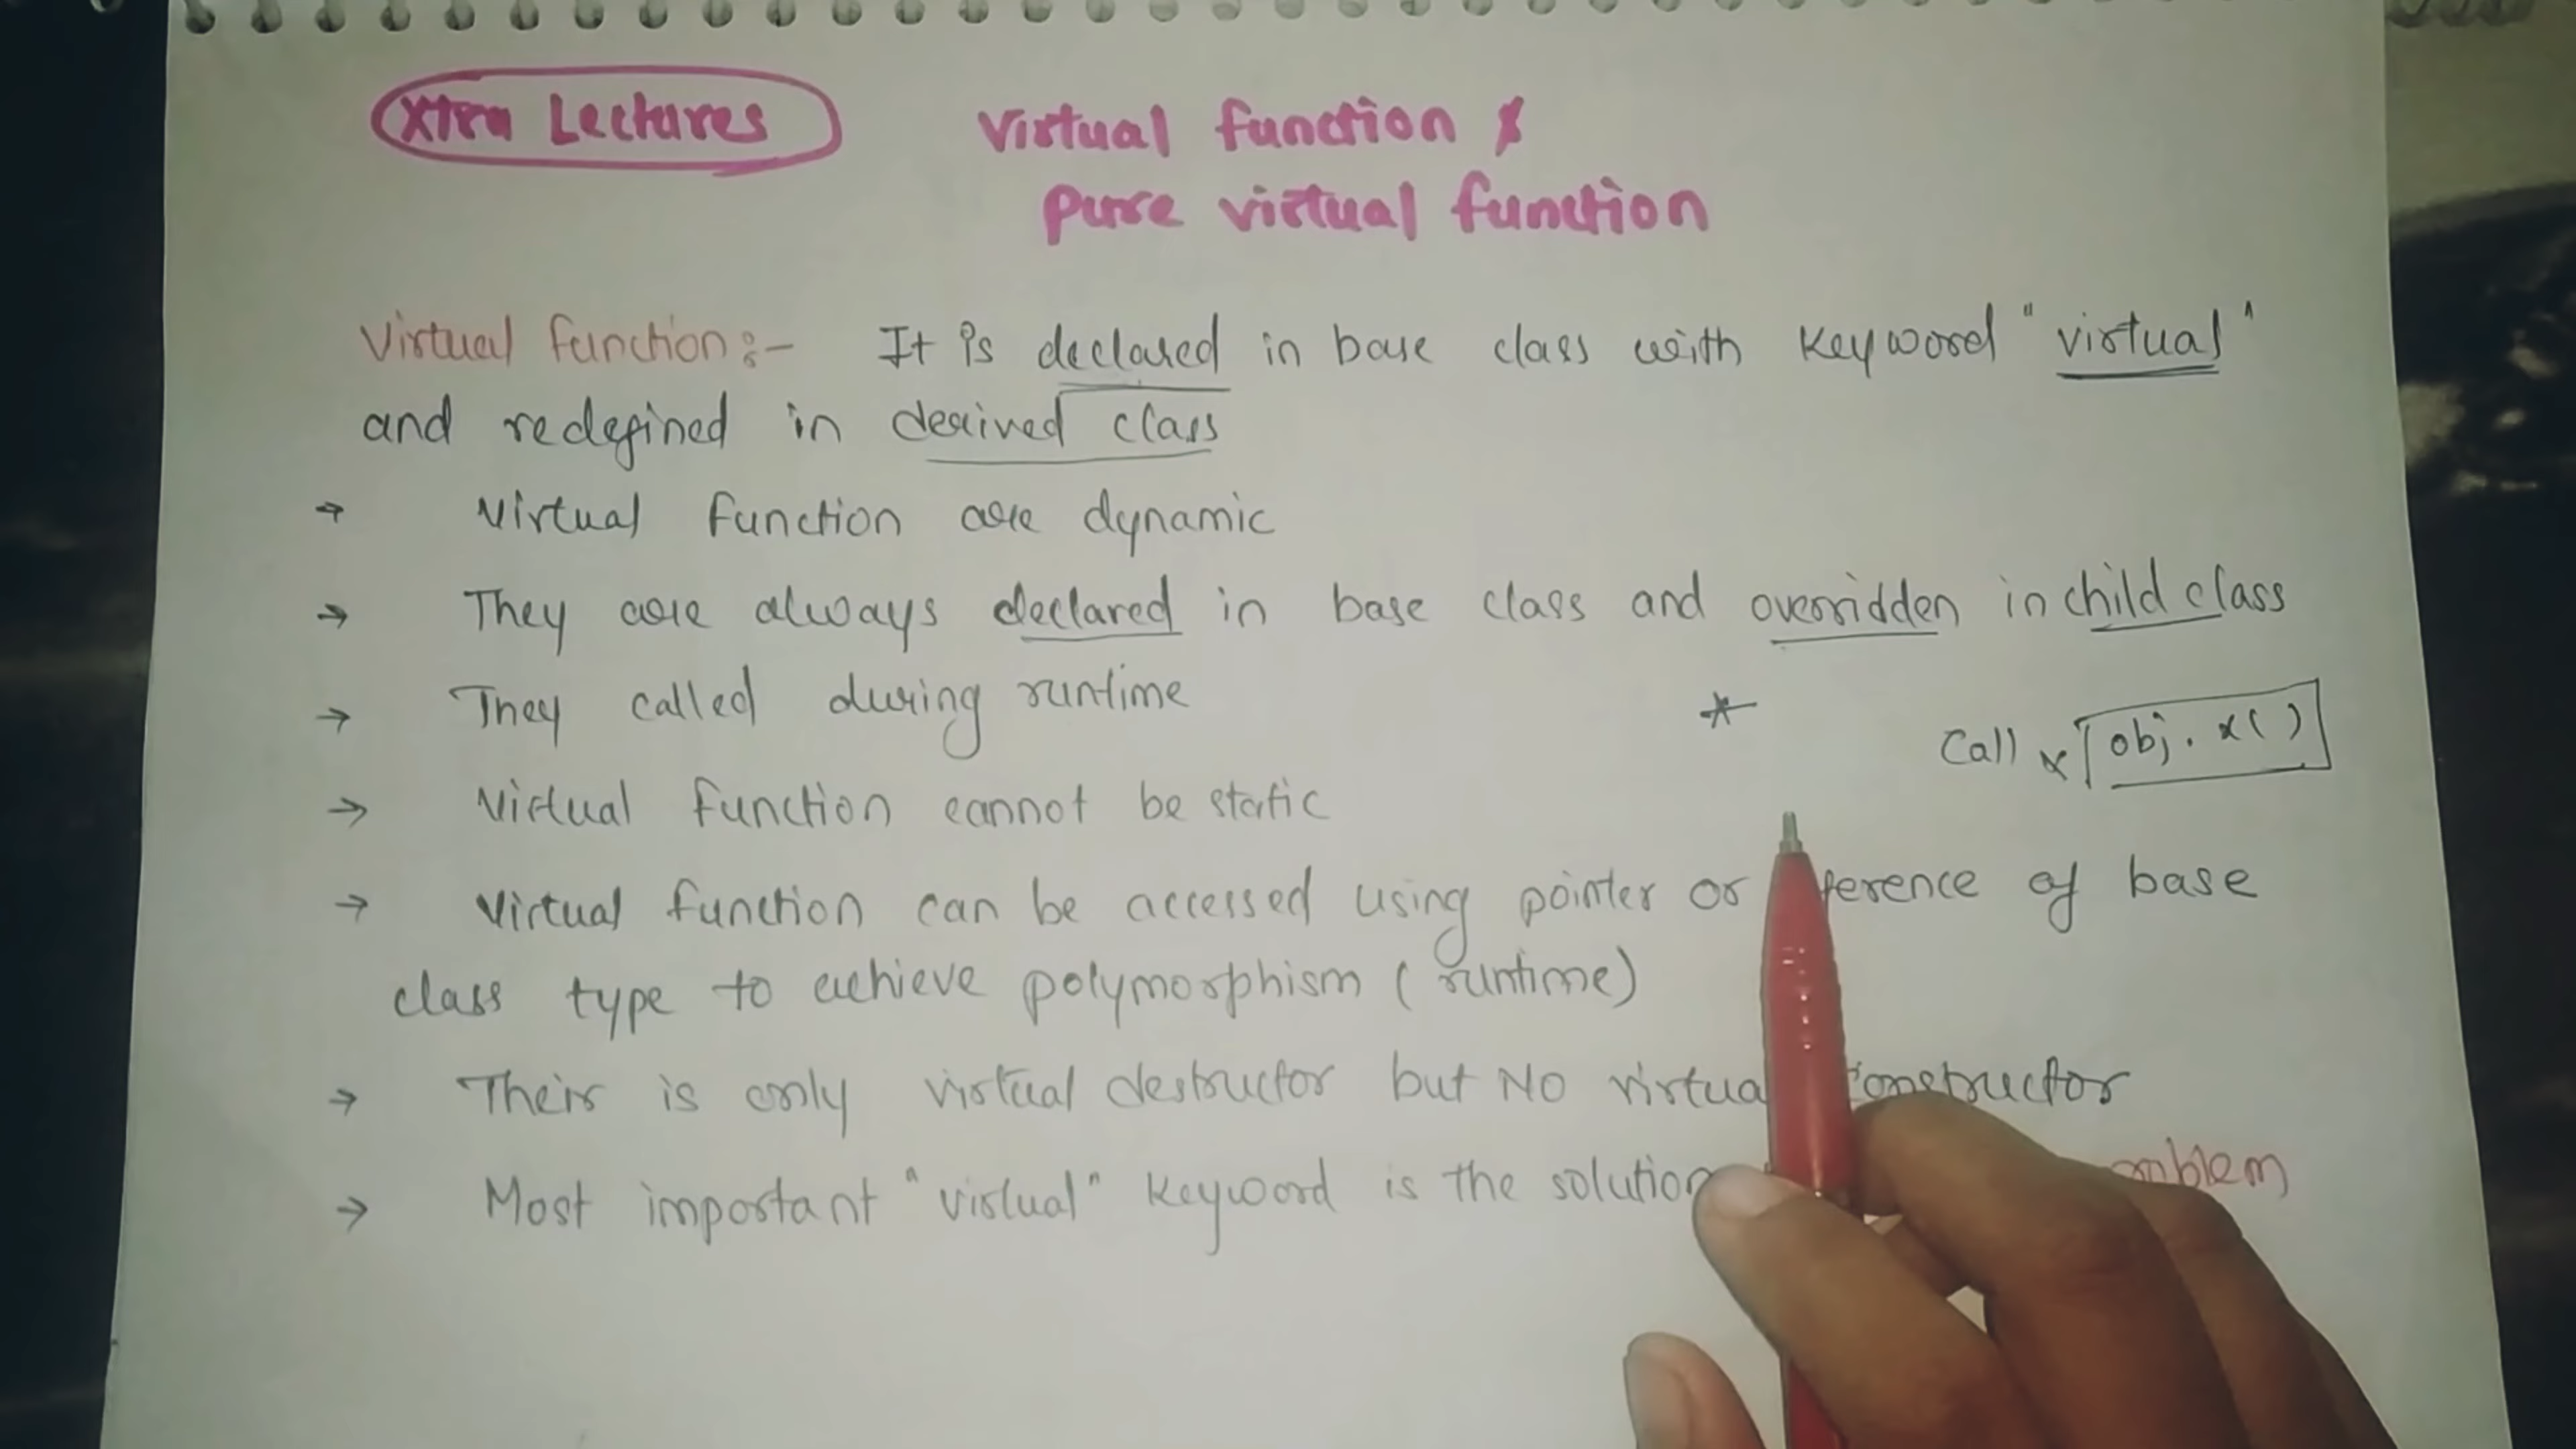 Xtra Lectures
Virtual function &
pure virtual function
Virtual function:- It is declared in base class with keyword "virtual"
and redefined in derived class
→ Virtual function are dynamic
→ They are always declared in base class and overridden in child class
→ They called during runtime
* Call x obj. x()
→ Virtual function cannot be static
→ Virtual function can be accessed using pointer or ference of base
class type to achieve polymorphism (runtime)
→ Their is only virtual destructor but NO virtua onstructor
→ Most important "virtual" keyword is the solution